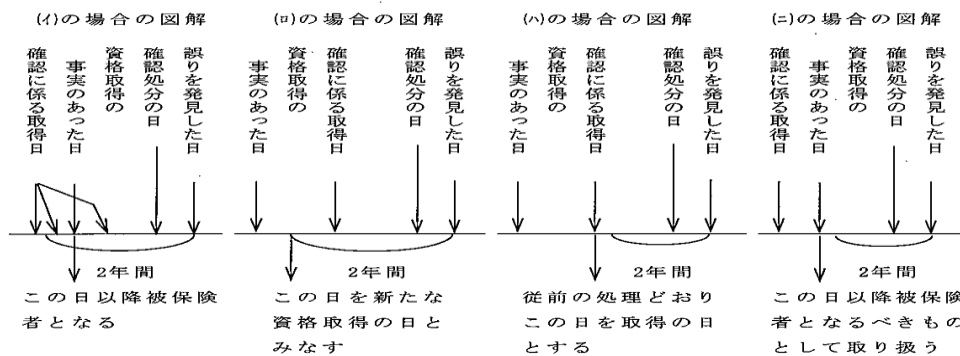 (イ)の場合の図解
確認に係る取得日
事実のあった日
資格取得の
確認処分の日
誤りを発見した日
2年間
この日以降被保険
者となる
(ロ)の場合の図解
事実のあった日
資格取得の
確認に係る取得日
確認処分の日
誤りを発見した日
2年間
この日を新たな
資格取得の日と
みなす
(ハ)の場合の図解
事実のあった日
資格取得の
確認に係る取得日
確認処分の日
誤りを発見した日
2年間
従前の処理どおり
この日を取得の日
とする
(ニ)の場合の図解
確認に係る取得日
事実のあった日
資格取得の
確認処分の日
誤りを発見した日
2年間
この日以降被保険
者となるべきもの
として取り扱う